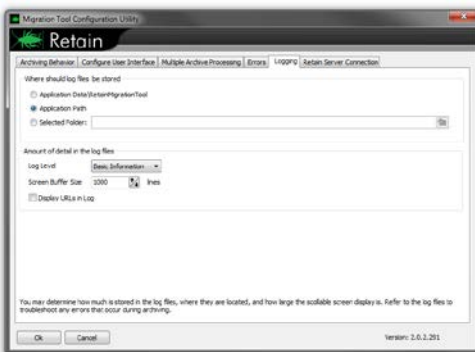 Migration Tool Configuration Utility
Retain
Archiving Behavior Configure User Interface Multiple Archive Processing Errors Logging Retain Server Connection
Where should log files be stored
Application Data\RetainMigrationTool
Application Path
Selected Folder:
Amount of detail in the log files
Log Level Basic Information
Screen Buffer Size 1000 lines
Display URLs in Log
You may determine how much is stored in the log files, where they are located, and how large the scollable screen display is. Refer to the log files to
troubleshoot any errors that occur during archiving.
Ok Cancel Version: 2.0.2.291